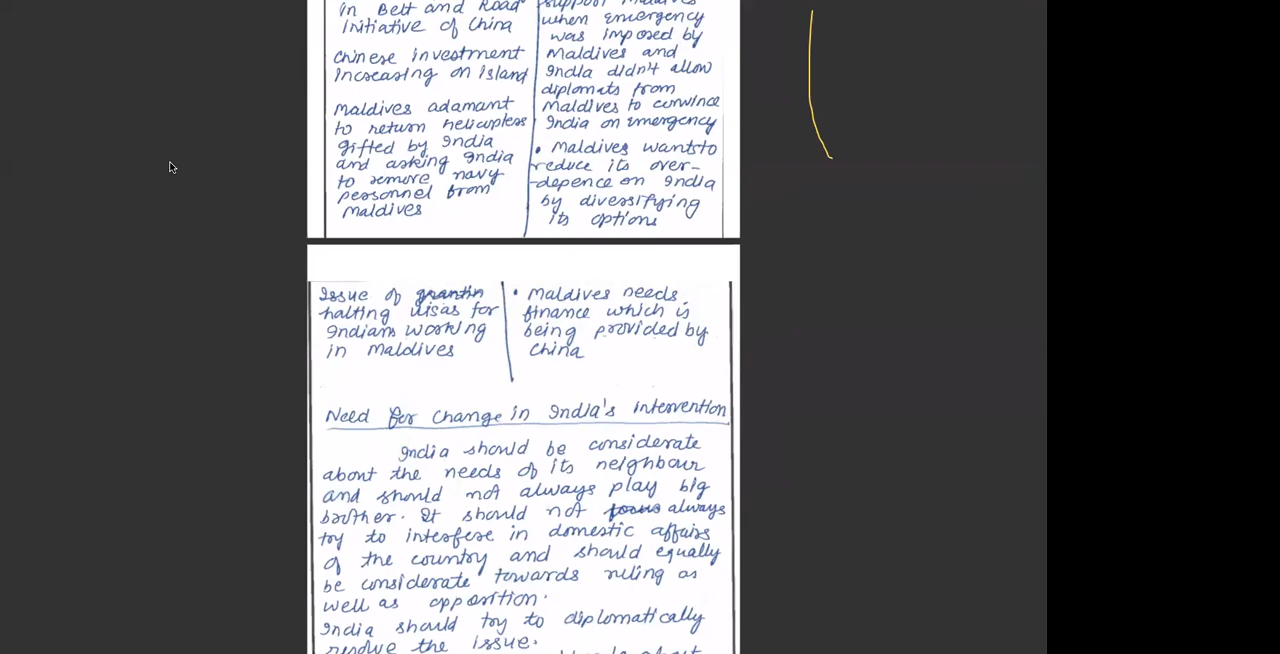 in Belt and Road
Initiative of China
Chinese investment
increasing on island
Maldives adamant
to return helicopters
gifted by India
and asking India
to remove navy
personnel from
Maldives
when emergency
was imposed by
Maldives and
India didn't allow
diplomats from
Maldives to convince
India on emergency
• Maldives wants to
reduce its over-
-depence on India
by diversifying
its options
Issue of
halting visas for
Indians working
in Maldives
• Maldives needs
finance which is
being provided by
China
Need for change in India's intervention
India should be considerate
about the needs of its neighbour
and should not always play big
brother. It should not always
try to interfere in domestic affairs
of the country and should equally
be considerate towards ruling as
well as opposition.
India should try to diplomatically
resolve the issue.